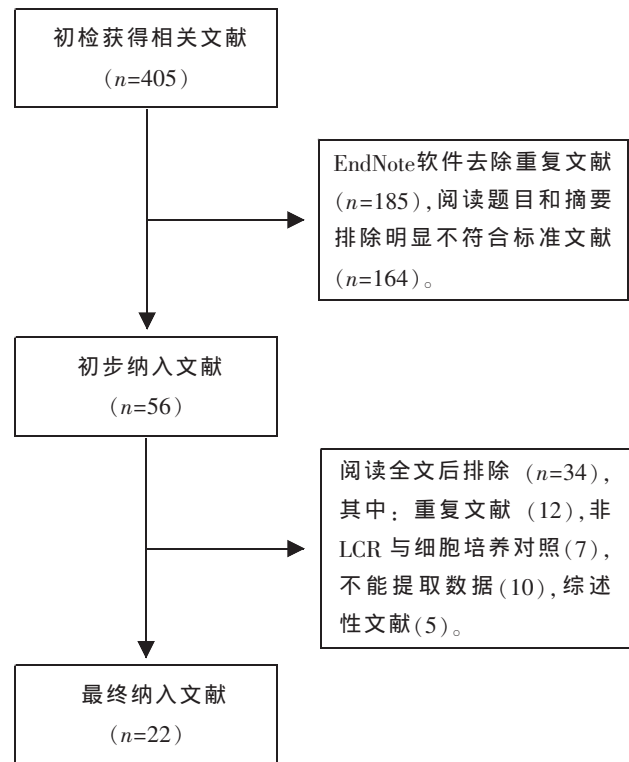 初检获得相关文献
(n=405)
EndNote软件去除重复文献
(n=185),阅读题目和摘要
排除明显不符合标准文献
(n=164)。
初步纳入文献
(n=56)
阅读全文后排除 (n=34),
其中：重复文献 (12),非
LCR 与细胞培养对照(7),
不能提取数据(10),综述
性文献(5)。
最终纳入文献
(n=22)